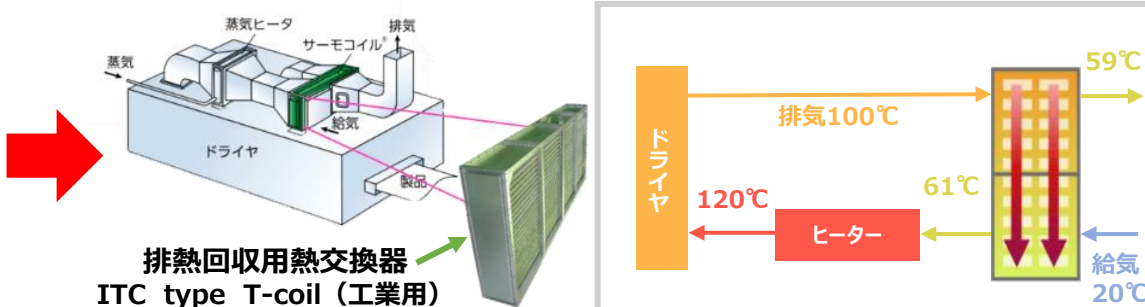 蒸気ヒータ
排気
サーモコイル®
蒸気
給気
ドライヤ
製品
排熱回収用熱交換器
ITC type T-coil（工業用）
59℃
排気100℃
ドライヤ
61℃
120℃
ヒーター
給気
20℃